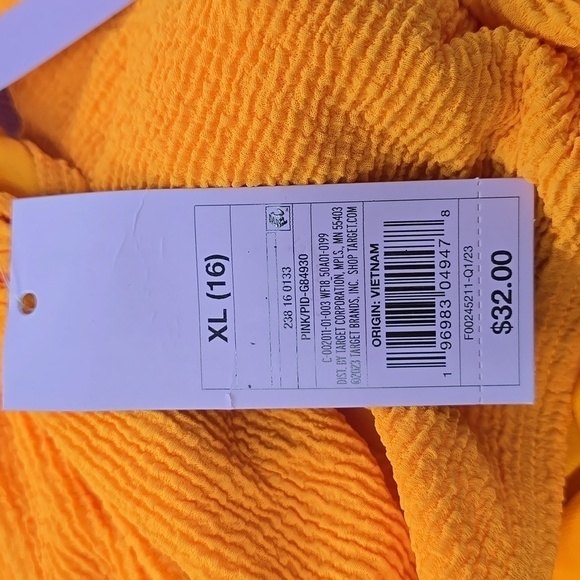 XL (16)
238 16 0133
PINK/PID-G84930
C-002011-01-003 WF18_50A01-0199
DIST. BY TARGET CORPORATION, MPLS., MN 55403
©2023 TARGET BRANDS, INC. SHOP TARGET.COM
ORIGIN: VIETNAM
1 96983 04947 8
F00245211-Q1/23
$32.00